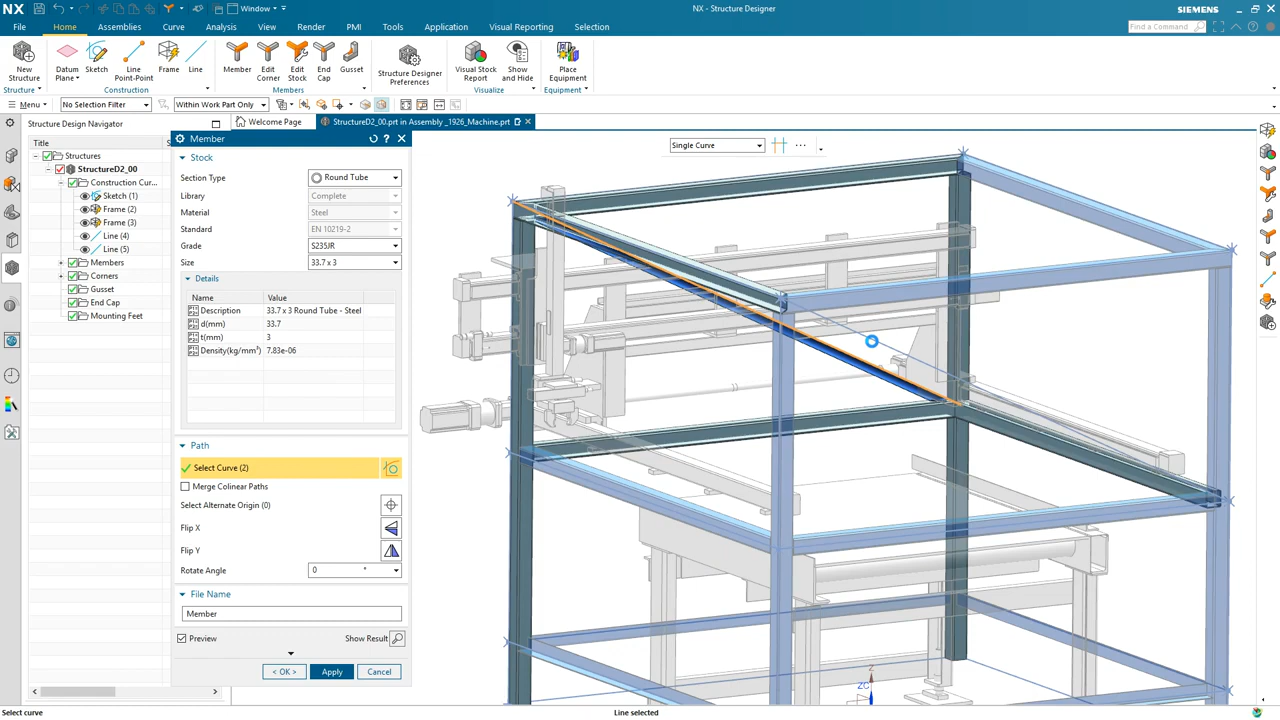 NX
Window
NX - Structure Designer
SIEMENS
File
Home
Assemblies
Curve
Analysis
View
Render
PMI
Tools
Application
Visual Reporting
Selection
Find a Command
New Structure
Datum Plane
Sketch
Line Point-Point
Frame
Line
Member
Edit Corner
Edit Stock
End Cap
Gusset
Structure Designer Preferences
Visual Stock Report
Show and Hide
Place Equipment
Structure
Construction
Members
Visualize
Equipment
Menu
No Selection Filter
Within Work Part Only
Structure Design Navigator
Welcome Page
StructureD2_00.prt in Assembly _1926_Machine.prt
Title
S
Structures
StructureD2_00
Construction Cur...
Sketch (1)
Frame (2)
Frame (3)
Line (4)
Line (5)
Members
Corners
Gusset
End Cap
Mounting Feet
Member
Stock
Section Type
Round Tube
Library
Complete
Material
Steel
Standard
EN 10219-2
Grade
S235JR
Size
33.7 x 3
Details
Name Value
Description 33.7 x 3 Round Tube - Steel
d(mm) 33.7
t(mm) 3
Density(kg/mm³) 7.83e-06
Path
Select Curve (2)
Merge Colinear Paths
Select Alternate Origin (0)
Flip X
Flip Y
Rotate Angle
0 °
File Name
Member
Preview
Show Result
< OK >
Apply
Cancel
Single Curve
Z
ZC
Select curve
Line selected